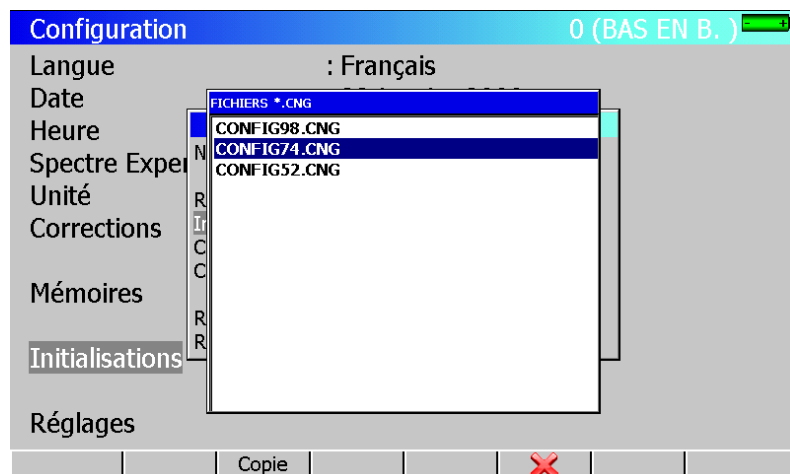 Configuration 0 (BAS EN B. )
Langue : Français
Date
Heure
Spectre Exper
Unité
Corrections
Mémoires
Initialisations
Réglages
FICHIERS *.CNG
CONFIG98.CNG
CONFIG74.CNG
CONFIG52.CNG
N
R
In
C
C
R
R
Copie